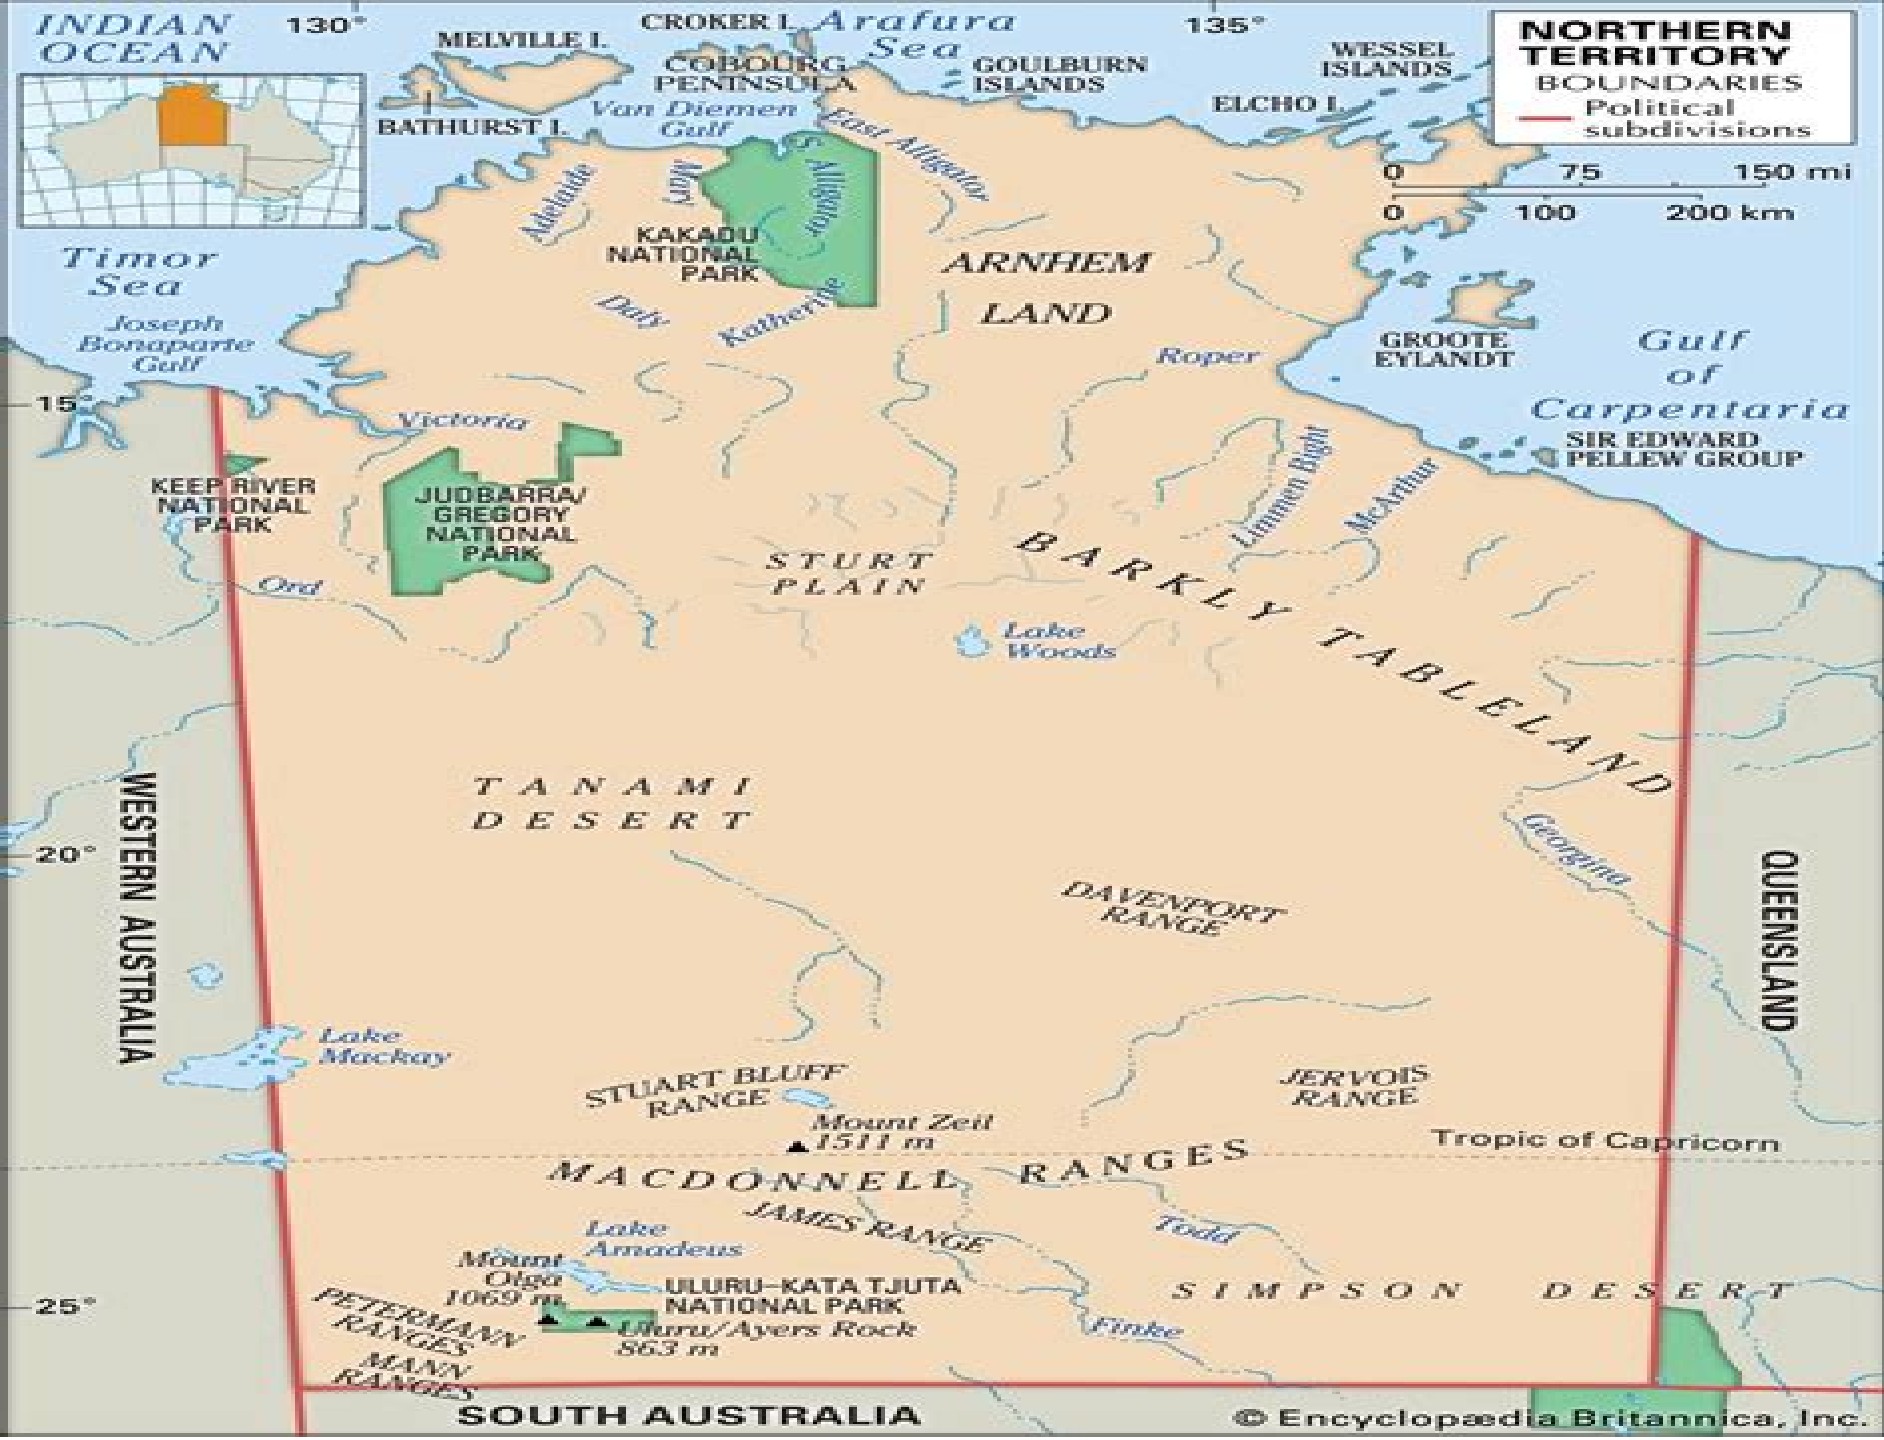 INDIAN
OCEAN
130°
MELVILLE I.
CROKER I.
Arafura
Sea
135°
COBOURG
PENINSULA
GOULBURN
ISLANDS
WESSEL
ISLANDS
ELCHO I.
NORTHERN
TERRITORY
BOUNDARIES
Political
subdivisions
BATHURST I.
Van Diemen
Gulf
East Alligator
S. Alligator
Mary
Adelaide
0 75 150 mi
0 100 200 km
KAKADU
NATIONAL
PARK
ARNHEM
LAND
Timor
Sea
Joseph
Bonaparte
Gulf
Daly
Katherine
Roper
GROOTE
EYLANDT
Gulf
of
Carpentaria
SIR EDWARD
PELLEW GROUP
15°
Victoria
KEEP RIVER
NATIONAL
PARK
JUDBARRA/
GREGORY
NATIONAL
PARK
Limmen Bight
McArthur
Ord
STURT
PLAIN
BARKLY TABLELAND
Lake
Woods
TANAMI
DESERT
WESTERN AUSTRALIA
20°
Georgina
QUEENSLAND
DAVENPORT
RANGE
Lake
Mackay
STUART BLUFF
RANGE
JERVOIS
RANGE
Mount Zeil
1511 m
Tropic of Capricorn
MACDONNELL RANGES
JAMES RANGE
Todd
Lake
Amadeus
Mount
Olga
1069 m
ULURU–KATA TJUTA
NATIONAL PARK
Uluru/Ayers Rock
863 m
SIMPSON DESERT
25°
PETERMANN
RANGES
Finke
MANN
RANGES
SOUTH AUSTRALIA
© Encyclopædia Britannica, Inc.